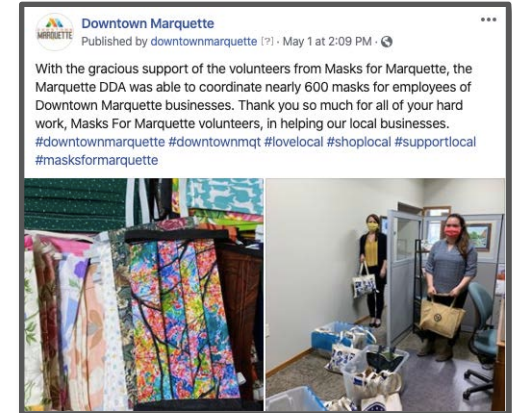 Downtown Marquette
Published by downtownmarquette [?] · May 1 at 2:09 PM ·
With the gracious support of the volunteers from Masks for Marquette, the
Marquette DDA was able to coordinate nearly 600 masks for employees of
Downtown Marquette businesses. Thank you so much for all of your hard
work, Masks For Marquette volunteers, in helping our local businesses.
#downtownmarquette #downtownmqt #lovelocal #shoplocal #supportlocal
#masksformarquette